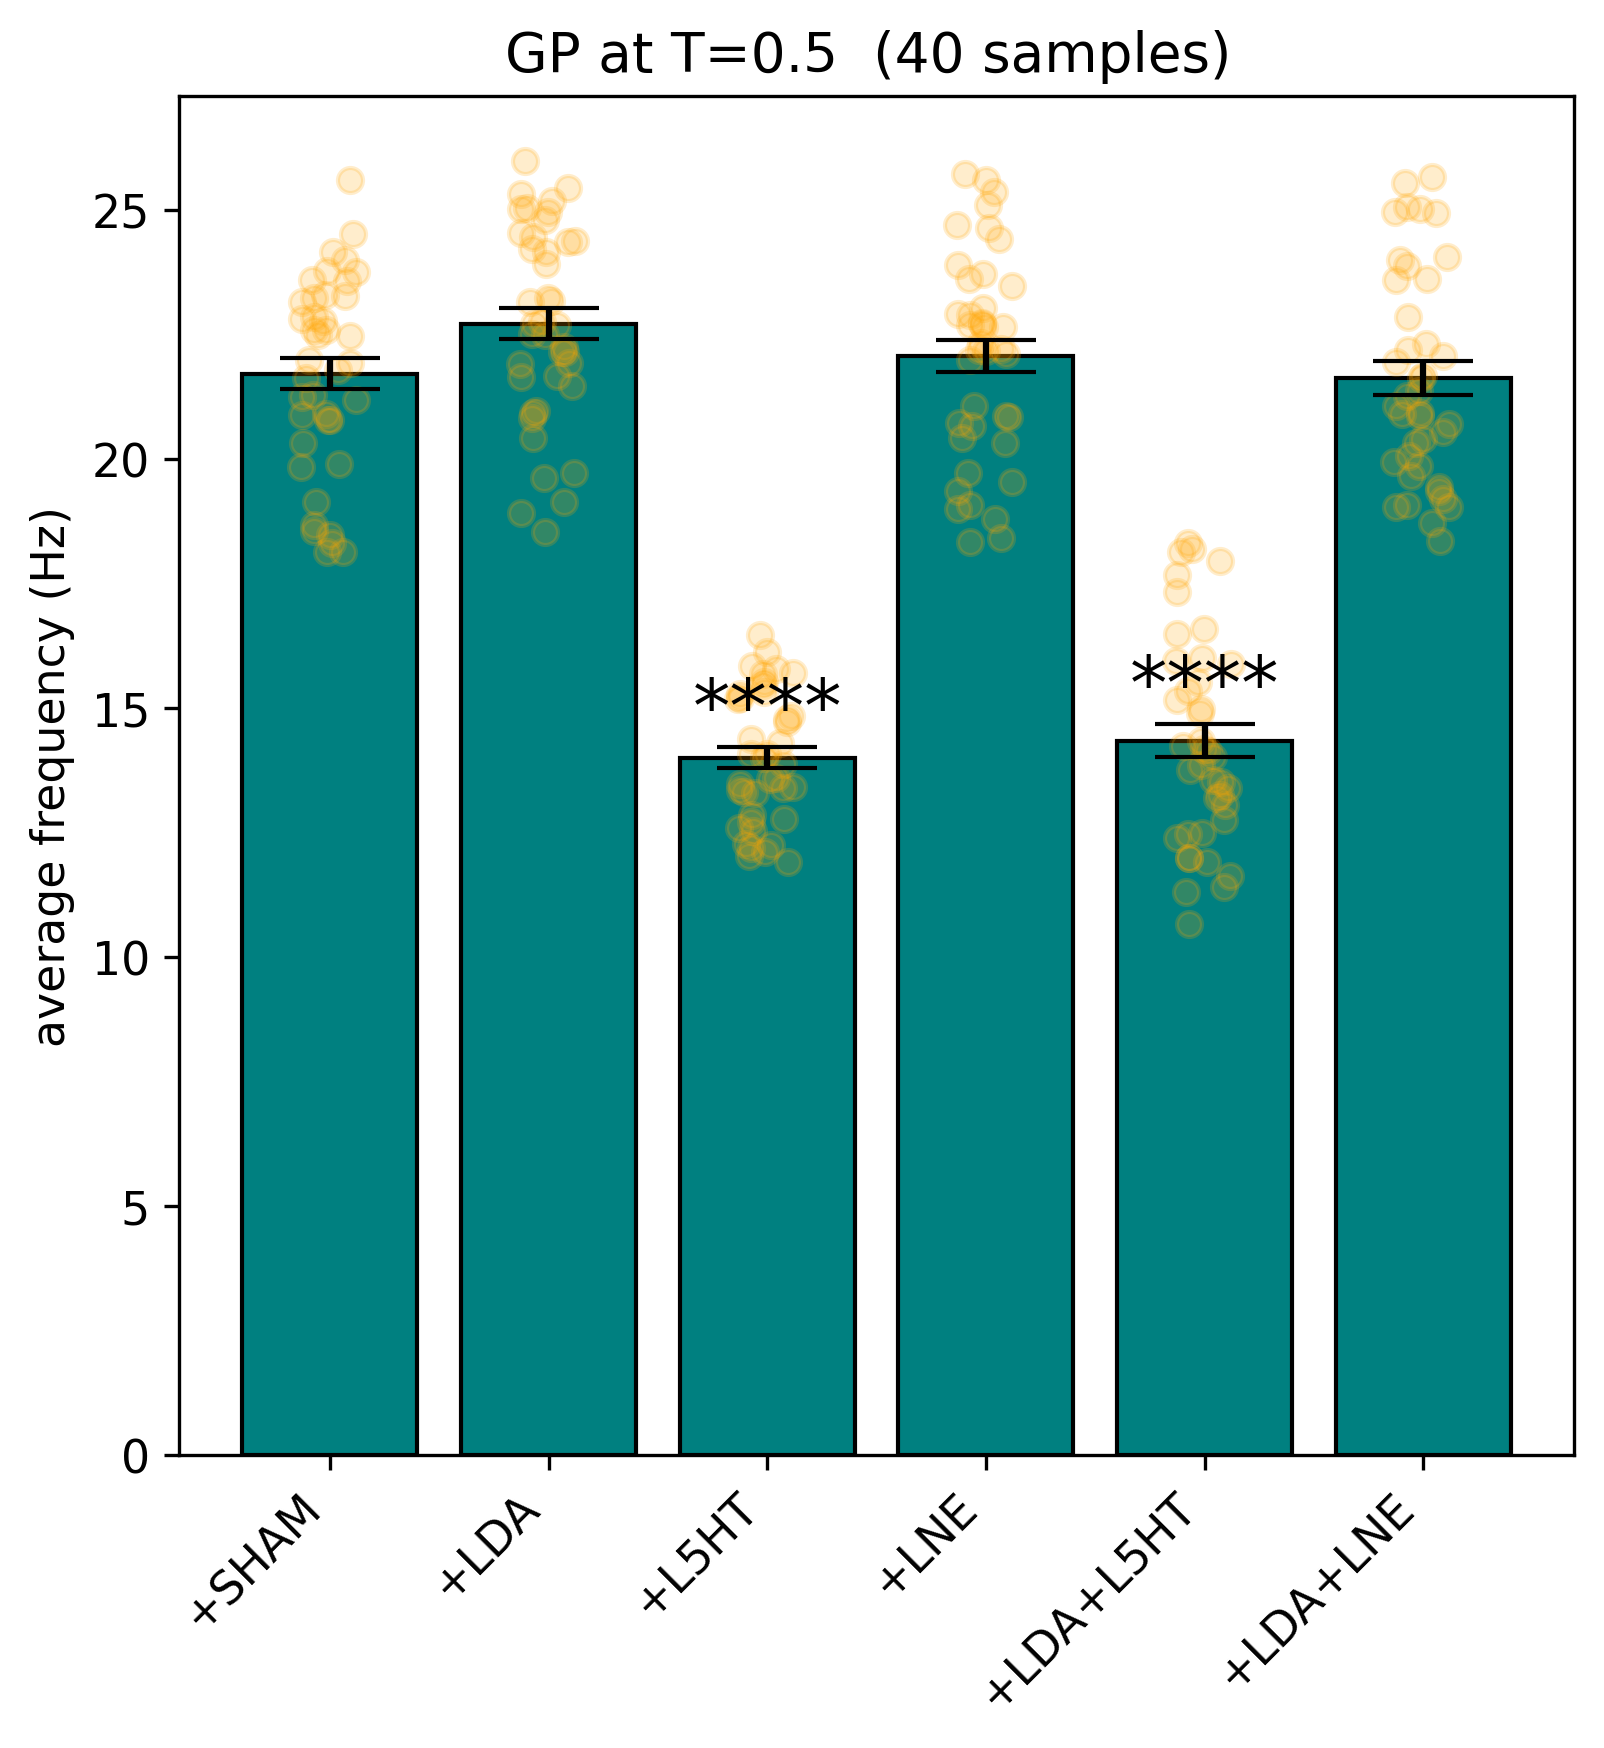 GP at T=0.5  (40 samples)
average frequency (Hz)
25
20
15
10
5
0
****
****
+SHAM
+LDA
+L5HT
+LNE
+LDA+L5HT
+LDA+LNE